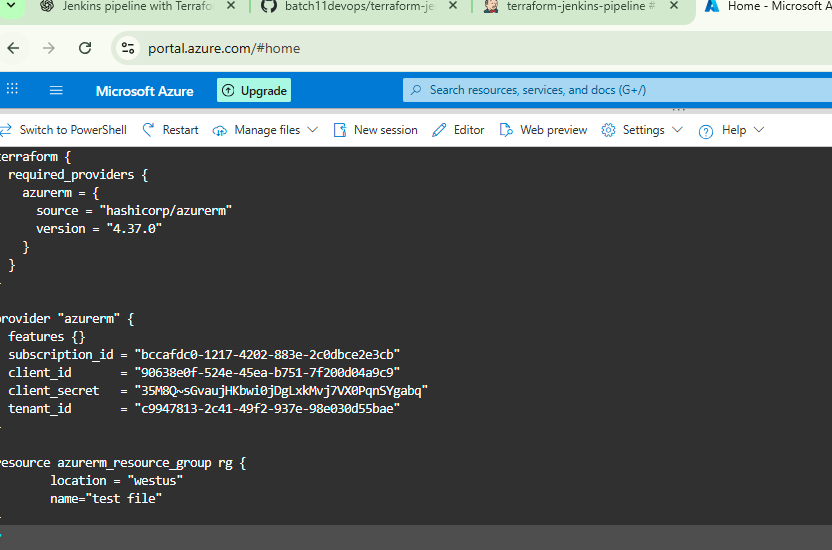 Jenkins pipeline with Terrafo
batch11devops/terraform-je
terraform-jenkins-pipeline #
Home - Microsoft A
portal.azure.com/#home
Microsoft Azure
Upgrade
Search resources, services, and docs (G+/)
Switch to PowerShell
Restart
Manage files
New session
Editor
Web preview
Settings
Help
terraform {
required_providers {
azurerm = {
source = "hashicorp/azurerm"
version = "4.37.0"
}
}
}
provider "azurerm" {
features {}
subscription_id = "bccafdc0-1217-4202-883e-2c0dbce2e3cb"
client_id = "90638e0f-524e-45ea-b751-7f200d04a9c9"
client_secret = "35M8Q~sGvaujHKbwi0jDgLxkMvj7VX0PqnSYgabq"
tenant_id = "c9947813-2c41-49f2-937e-98e030d55bae"
}
resource azurerm_resource_group rg {
location = "westus"
name="test file"
}